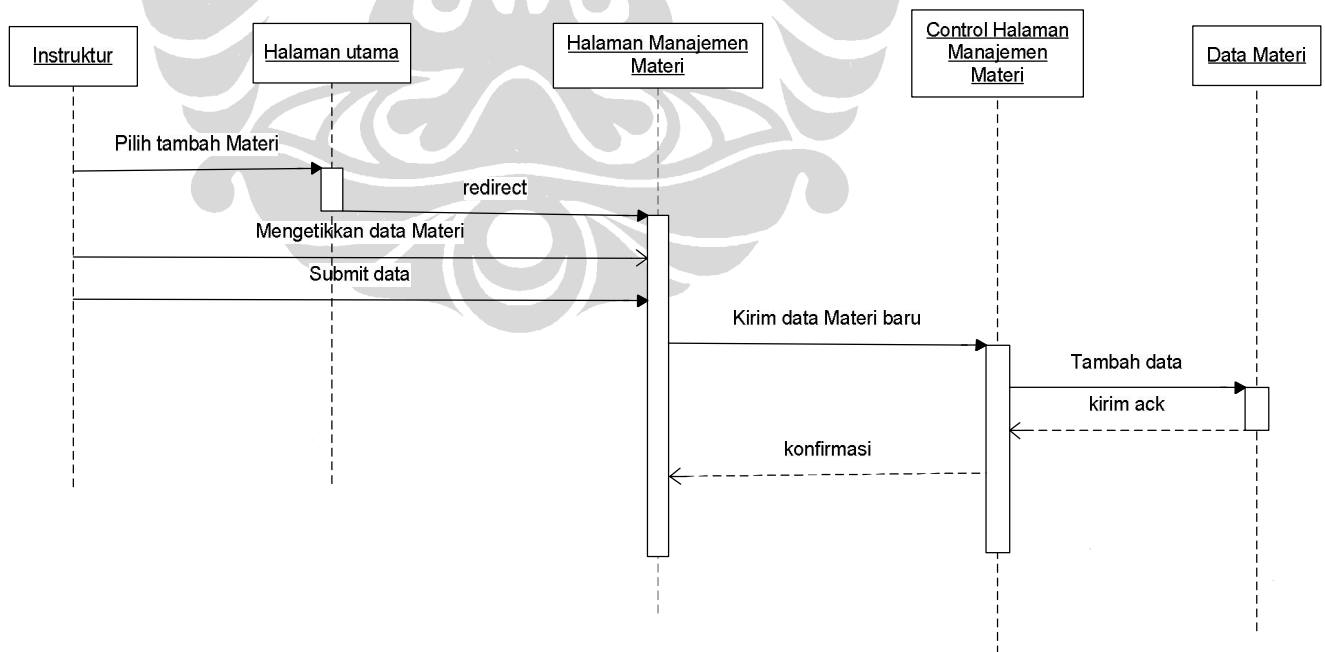 Instruktur
Halaman utama
Halaman Manajemen
Materi
Control Halaman
Manajemen
Materi
Data Materi
Pilih tambah Materi
redirect
Mengetikkan data Materi
Submit data
Kirim data Materi baru
Tambah data
kirim ack
konfirmasi